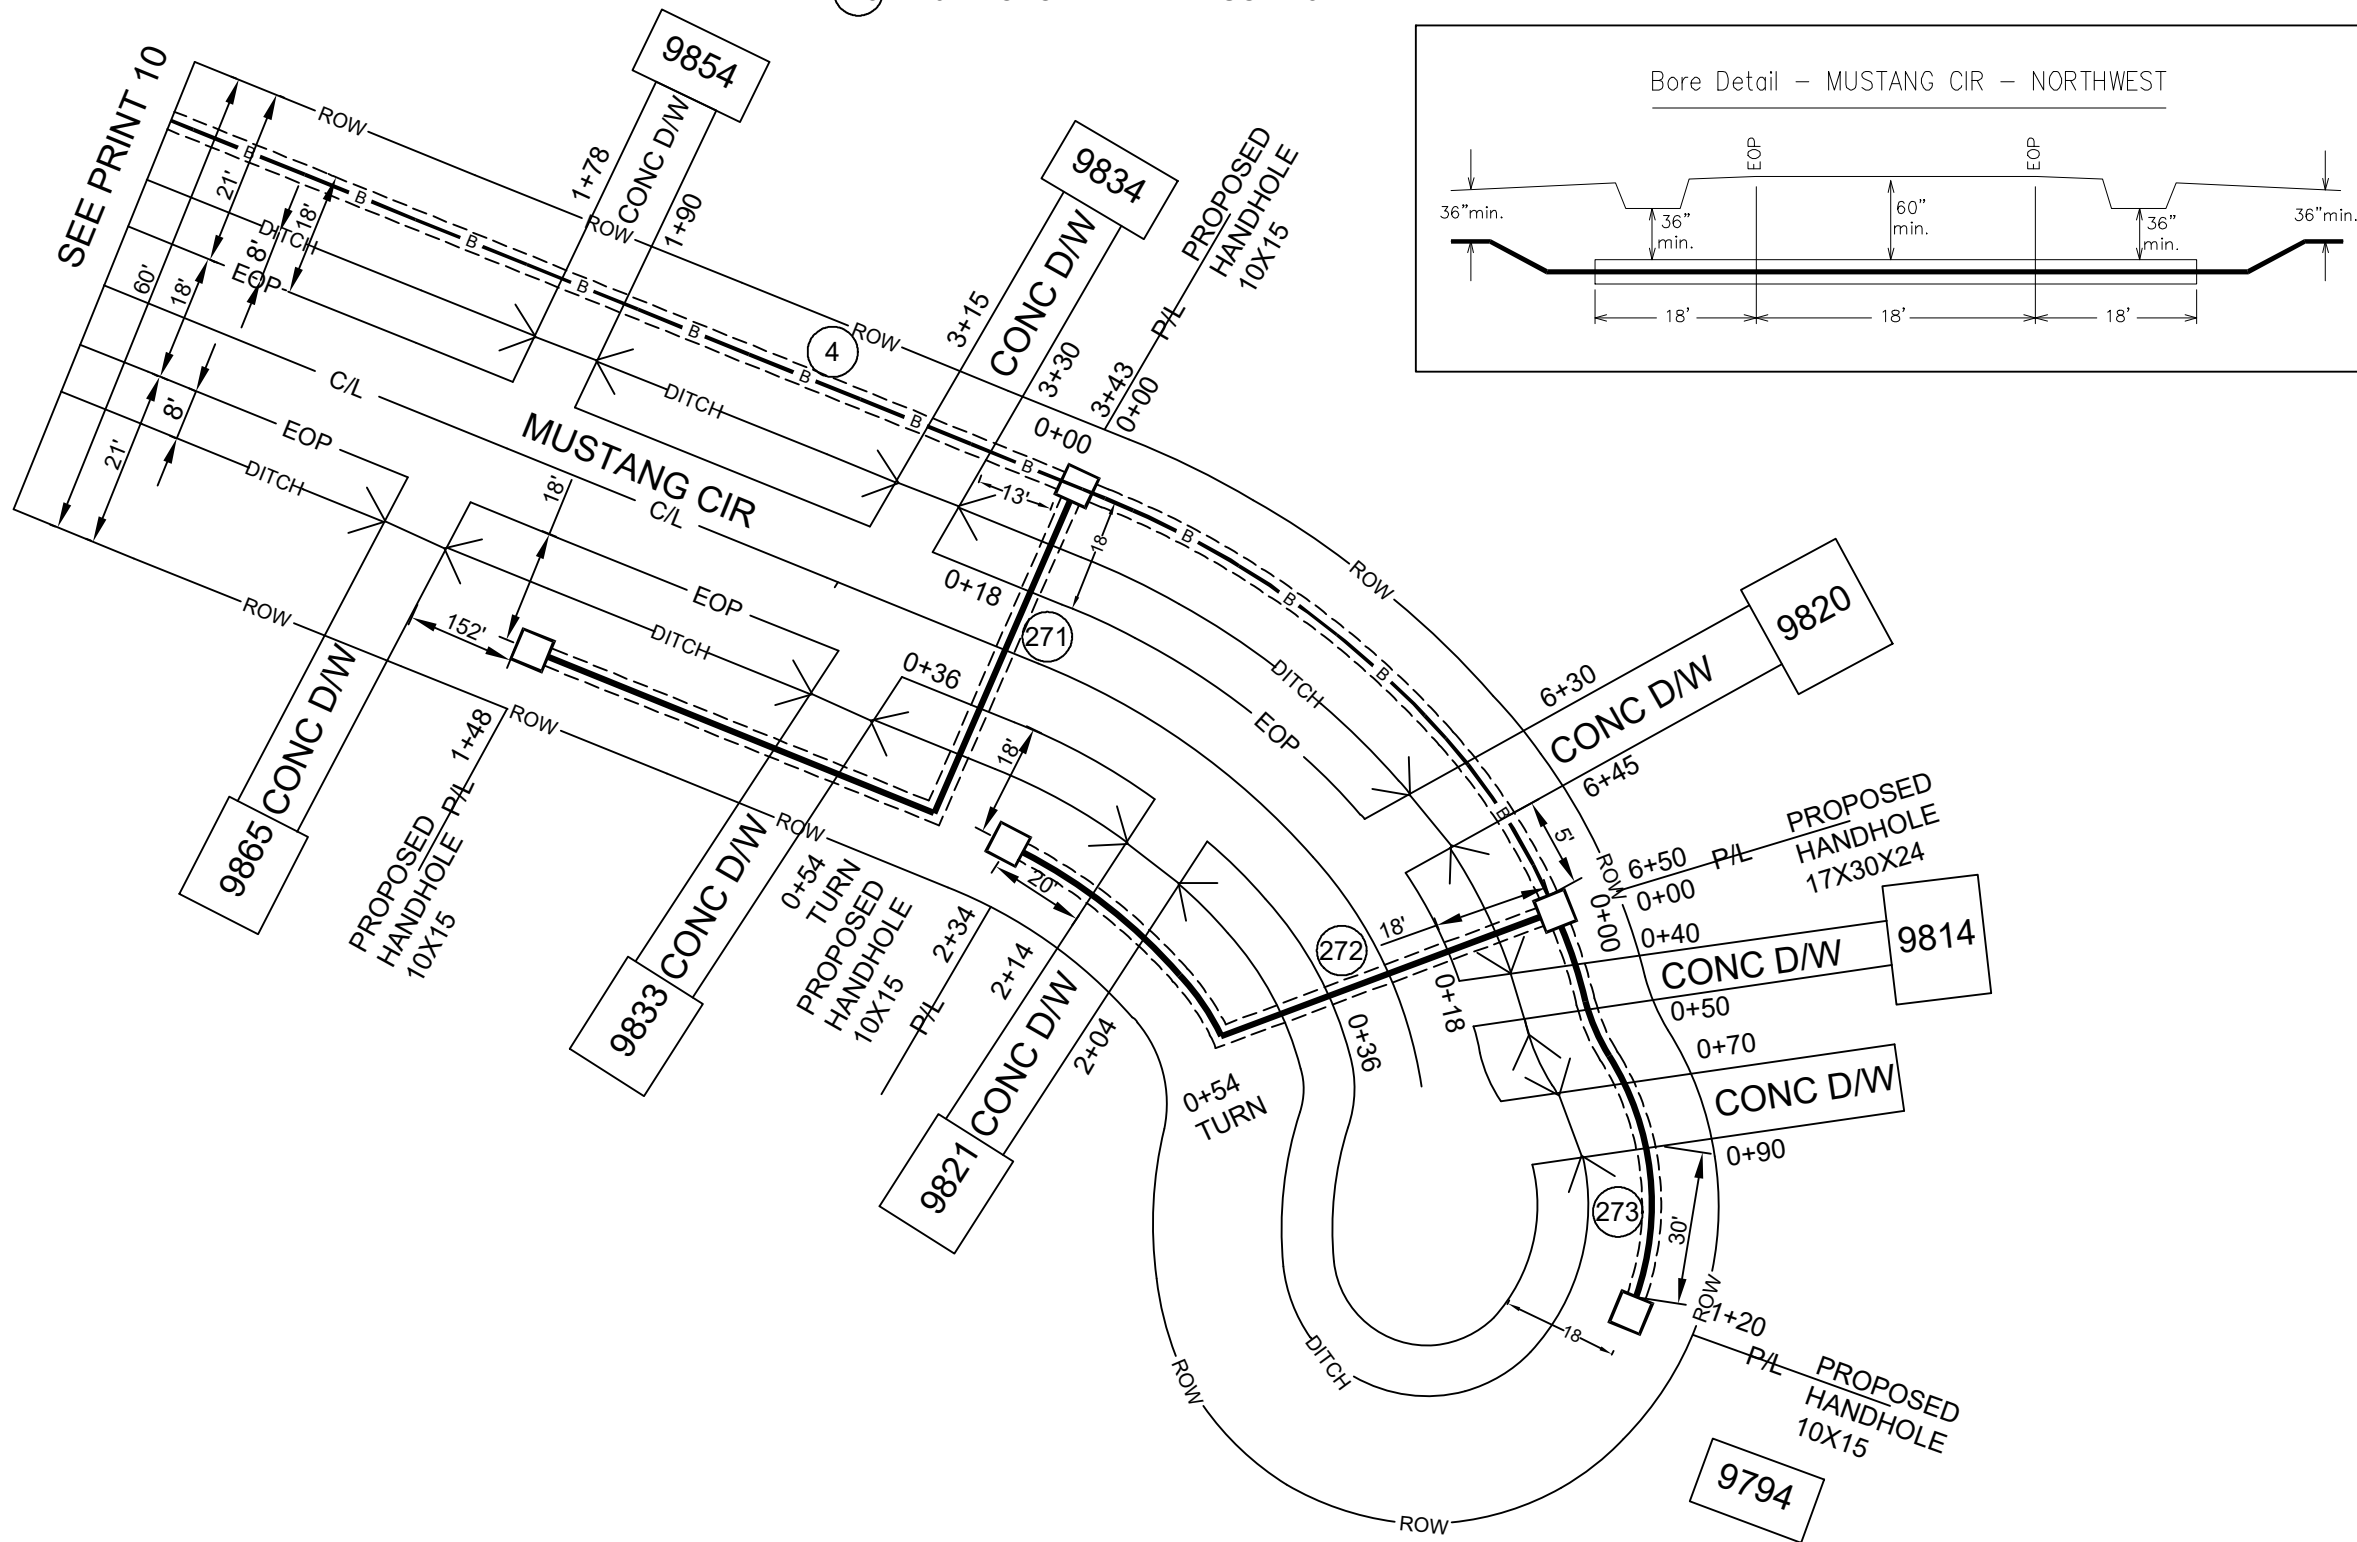 Bore Detail - MUSTANG CIR - NORTHWEST
EOP
EOP
36"min.
36"
min.
60"
min.
36"
min.
36"min.
18'
18'
18'
SEE PRINT 10
ROW
9854
CONC D/W
1+78
1+90
ROW
B
B
B
B
B
B
B
B
21'
18'
8'
DITCH
EOP
60'
18'
C/L
8'
21'
EOP
DITCH
ROW
4
ROW
DITCH
MUSTANG CIR
C/L
18'
9834
CONC D/W
3+15
3+30
PROPOSED
HANDHOLE
10X15
P/L
3+43
0+00
0+00
13'
18
0+18
271
0+36
EOP
DITCH
152'
9865
CONC D/W
ROW
1+48
P/L
PROPOSED
HANDHOLE
10X15
9833
CONC D/W
ROW
0+54
TURN
PROPOSED
HANDHOLE
10X15
P/L
2+34
18'
20'
2+14
9821
CONC D/W
2+04
B
B
B
B
ROW
DITCH
EOP
9820
CONC D/W
6+30
6+45
5'
ROW
6+50
P/L
0+00
PROPOSED
HANDHOLE
17X30X24
0+00
18'
272
0+18
0+36
0+54
TURN
9814
0+40
CONC D/W
0+50
0+70
CONC D/W
0+90
273
30'
18
ROW
1+20
P/L
PROPOSED
HANDHOLE
10X15
9794
DITCH
ROW
ROW